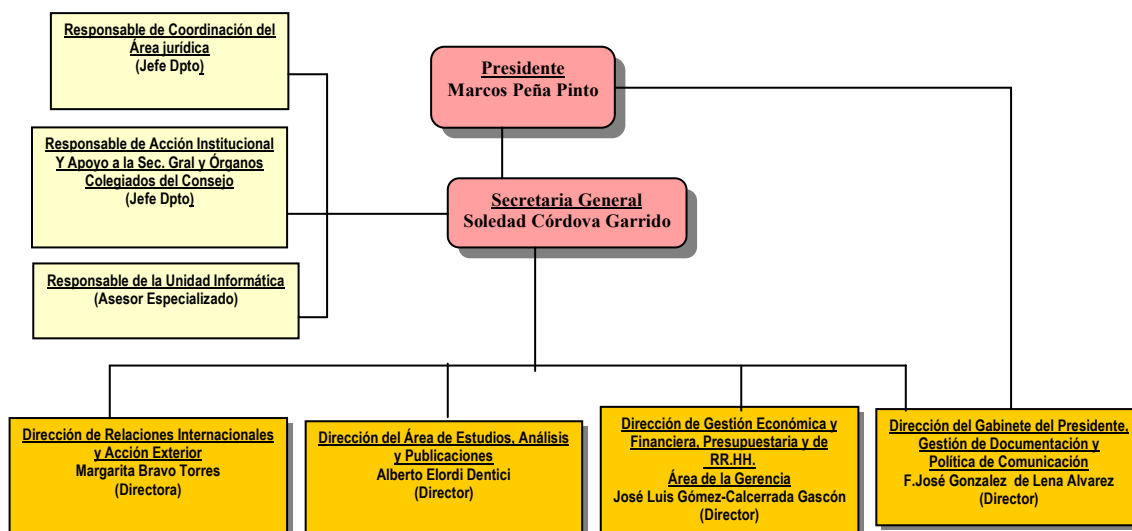 Responsable de Coordinación del
Área jurídica
(Jefe Dpto)
Presidente
Marcos Peña Pinto
Responsable de Acción Institucional
Y Apoyo a la Sec. Gral y Órganos
Colegiados del Consejo
(Jefe Dpto)
Secretaria General
Soledad Córdova Garrido
Responsable de la Unidad Informática
(Asesor Especializado)
Dirección de Relaciones Internacionales
y Acción Exterior
Margarita Bravo Torres
(Directora)
Dirección del Área de Estudios, Análisis
y Publicaciones
Alberto Elordi Dentici
(Director)
Dirección de Gestión Económica y
Financiera, Presupuestaria y de
RR.HH.
Área de la Gerencia
José Luis Gómez-Calcerrada Gascón
(Director)
Dirección del Gabinete del Presidente,
Gestión de Documentación y
Política de Comunicación
F.José Gonzalez de Lena Alvarez
(Director)